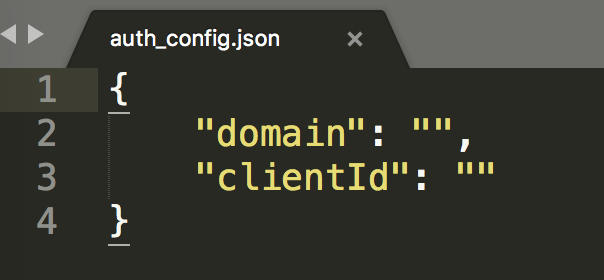 auth_config.json ×
1 {
2     "domain": "",
3     "clientId": ""
4 }